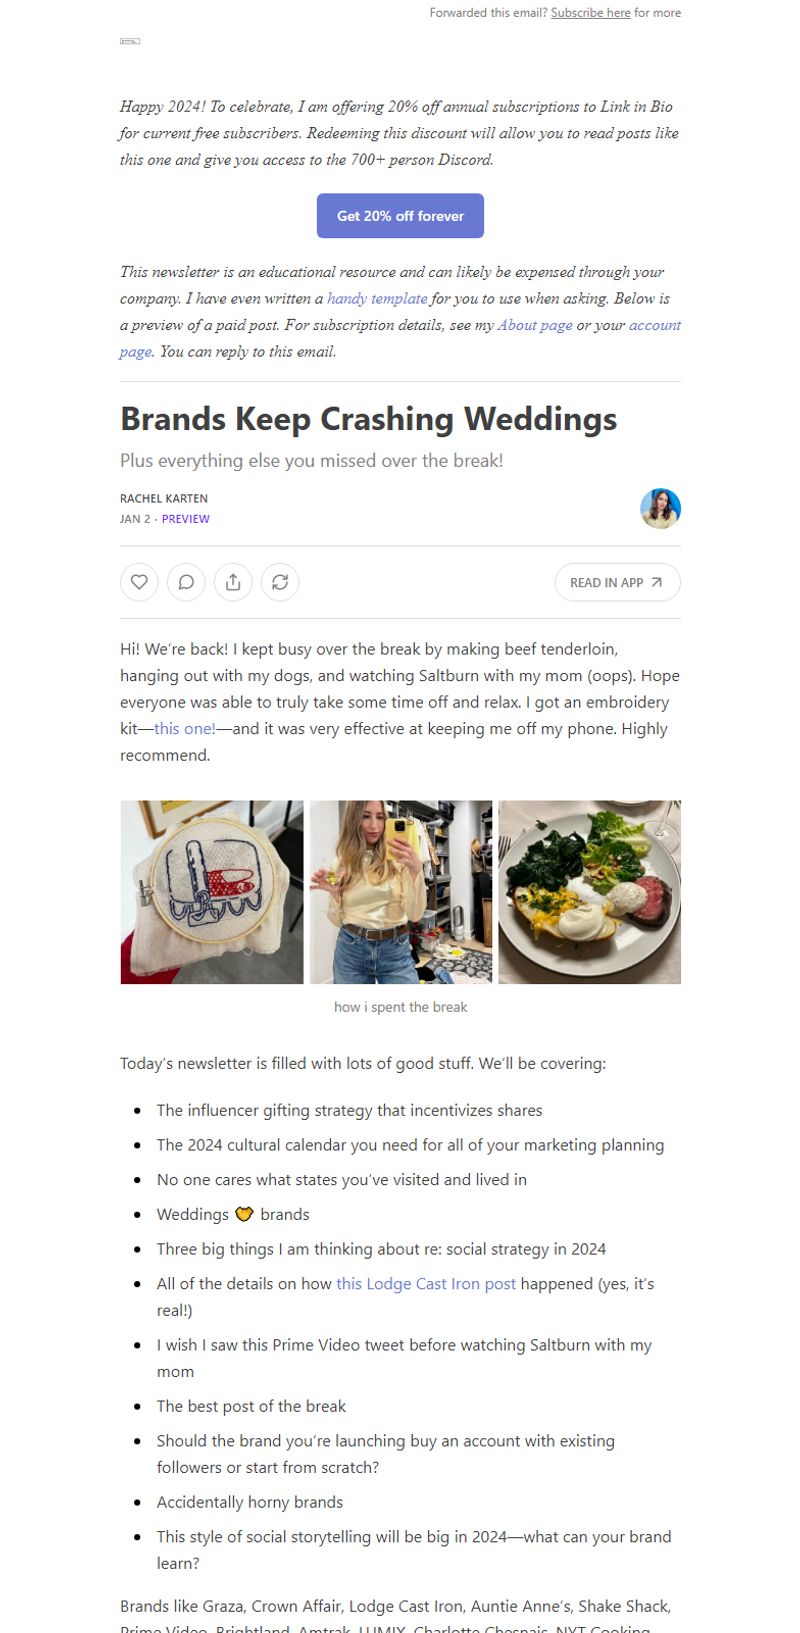 Forwarded this email? Subscribe here for more
Happy 2024! To celebrate, I am offering 20% off annual subscriptions to Link in Bio
for current free subscribers. Redeeming this discount will allow you to read posts like
this one and give you access to the 700+ person Discord.
Get 20% off forever
This newsletter is an educational resource and can likely be expensed through your
company. I have even written a handy template for you to use when asking. Below is
a preview of a paid post. For subscription details, see my About page or your account
page. You can reply to this email.
Brands Keep Crashing Weddings
Plus everything else you missed over the break!
RACHEL KARTEN
JAN 2 · PREVIEW
READ IN APP
Hi! We’re back! I kept busy over the break by making beef tenderloin,
hanging out with my dogs, and watching Saltburn with my mom (oops). Hope
everyone was able to truly take some time off and relax. I got an embroidery
kit—this one!—and it was very effective at keeping me off my phone. Highly
recommend.
how i spent the break
Today’s newsletter is filled with lots of good stuff. We’ll be covering:
• The influencer gifting strategy that incentivizes shares
• The 2024 cultural calendar you need for all of your marketing planning
• No one cares what states you’ve visited and lived in
• Weddings 🤝 brands
• Three big things I am thinking about re: social strategy in 2024
• All of the details on how this Lodge Cast Iron post happened (yes, it’s
real!)
• I wish I saw this Prime Video tweet before watching Saltburn with my
mom
• The best post of the break
• Should the brand you’re launching buy an account with existing
followers or start from scratch?
• Accidentally horny brands
• This style of social storytelling will be big in 2024—what can your brand
learn?
Brands like Graza, Crown Affair, Lodge Cast Iron, Auntie Anne’s, Shake Shack,
Prime Video, Brightland, Amtrak, LUMIX, Charlotte Chesnais, NYT Cooking,